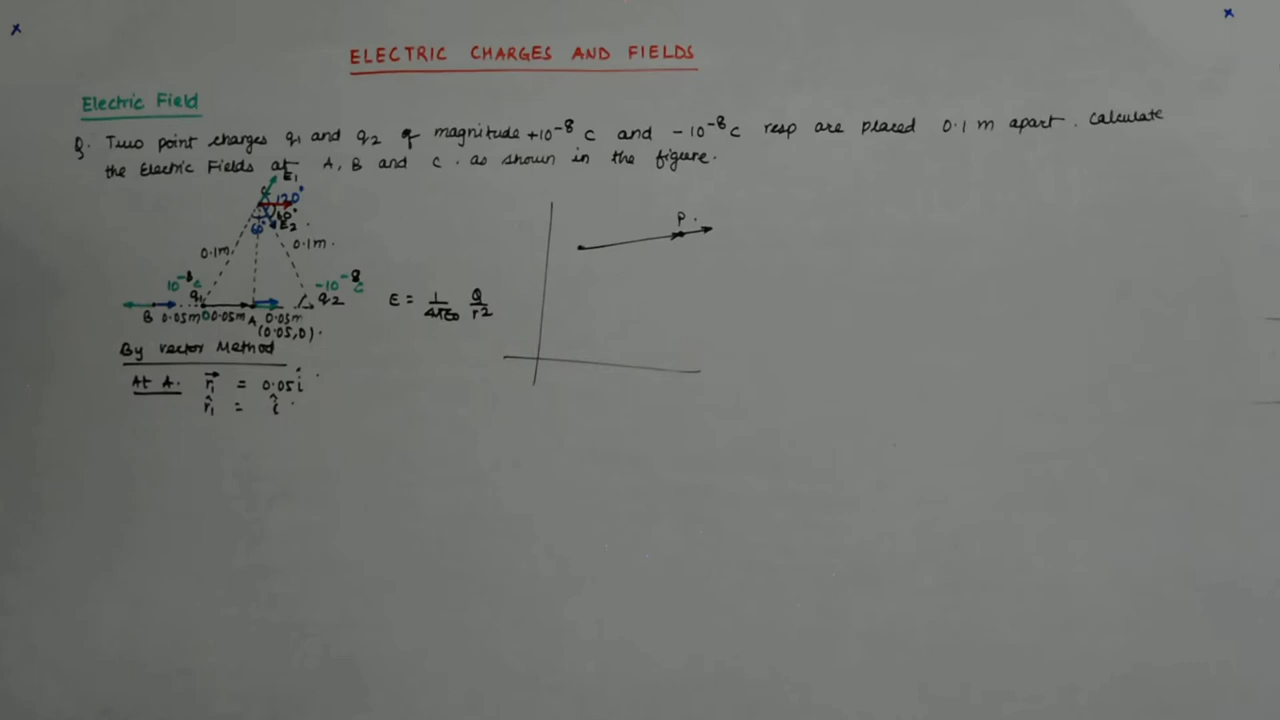 ELECTRIC CHARGES AND FIELDS
Electric Field
Q. Two point charges q1 and q2 of magnitude +10⁻⁸ C and -10⁻⁸ C resp are placed 0.1 m apart. Calculate
the Electric Fields at A, B and C. as shown in the figure.
E1
C 120°
60°
60° E2
0.1m
0.1m.
P.
10⁻⁸ C
-10⁻⁸ C
q1
q2
B 0.05m O 0.05m A 0.05m
(0.05,0).
E = 1/4πε0 Q/r2
By vector Method
At A. r⃗1 = 0.05 i
r̂1 = î